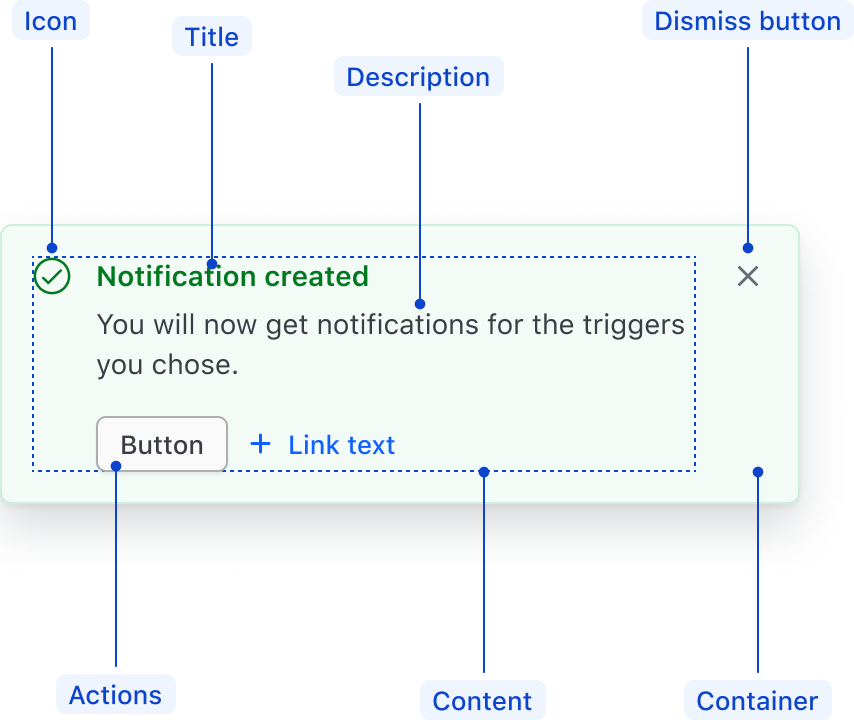 Icon
Title
Dismiss button
Description
Notification created
You will now get notifications for the triggers
you chose.
Button
+ Link text
Actions
Content
Container